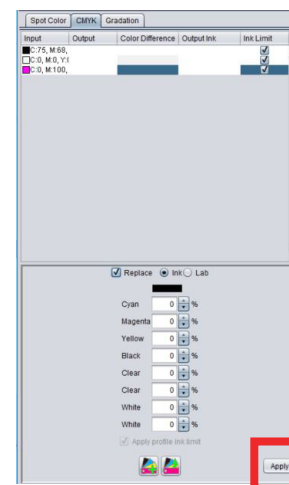 Spot Color CMYK Gradation
Input Output Color Difference Output Ink Ink Limit
C:75, M:68,
C:0, M:0, Y:
C:0, M:100,
Replace Ink Lab
Cyan 0 %
Magenta 0 %
Yellow 0 %
Black 0 %
Clear 0 %
Clear 0 %
White 0 %
White 0 %
Apply profile ink limit
Apply